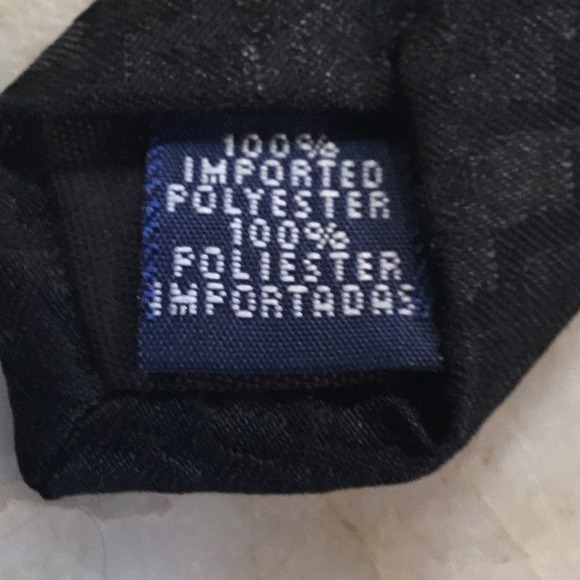 100%
IMPORTED
POLYESTER
100%
POLIESTER
IMPORTADAS